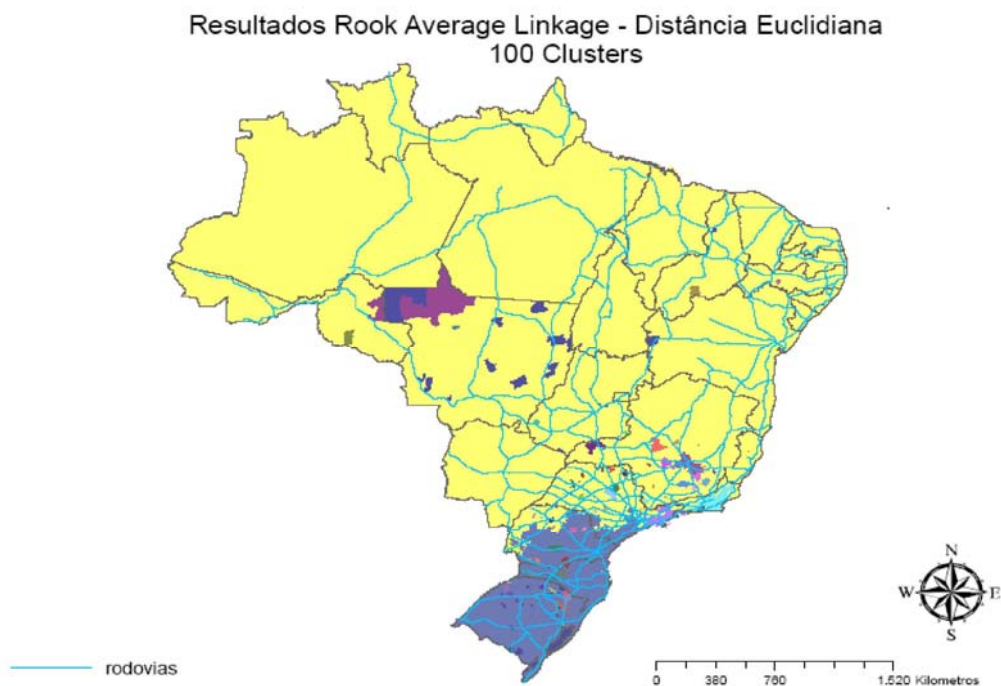 Resultados Rook Average Linkage - Distância Euclidiana
100 Clusters
N
W E
S
rodovias
0 380 760 1.520 Kilometros